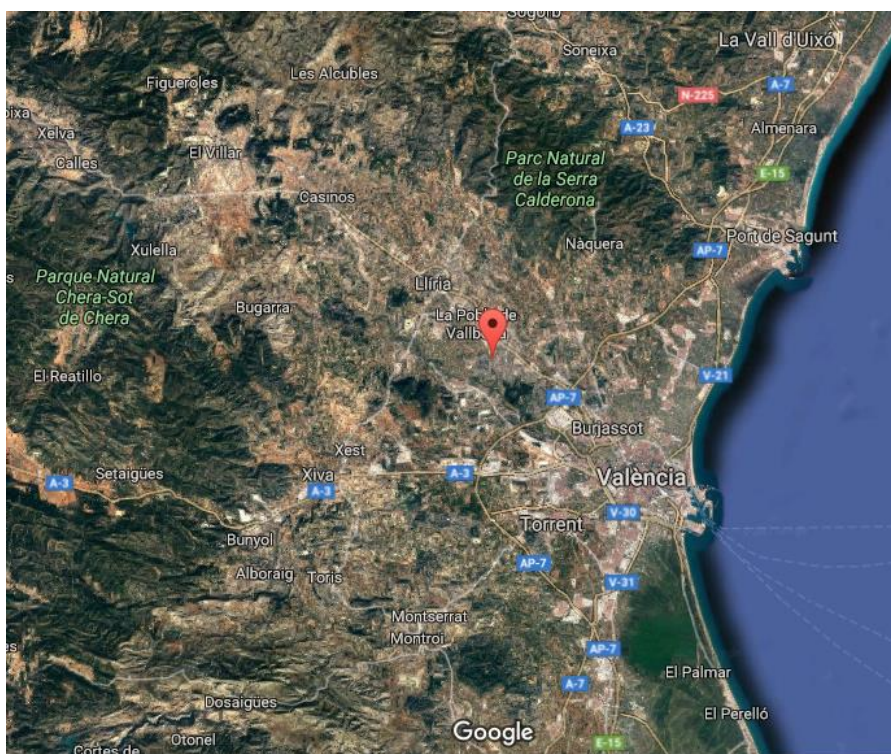 Sogorb
La Vall d'Uixó
Soneixa
Les Alcubles
Figueroles
A-7
N-225
A-23
Almenara
Xelva
Calles
El Villar
Parc Natural
de la Serra
Calderona
E-15
Casinos
Xulella
Nàquera
Port de Sagunt
AP-7
Parque Natural
Chera-Sot
de Chera
Llíria
Bugarra
La Pobla de
Vallbona
El Reatillo
V-21
AP-7
Burjassot
Xest
Setaigües
Xiva
A-3
València
A-3
A-3
Torrent
V-30
Bunyol
Alboraig
Toris
AP-7
V-31
Montserrat
Montroi
AP-7
El Palmar
A-7
Dosaigües
El Perelló
Otonel
Google
E-15
Cortes de